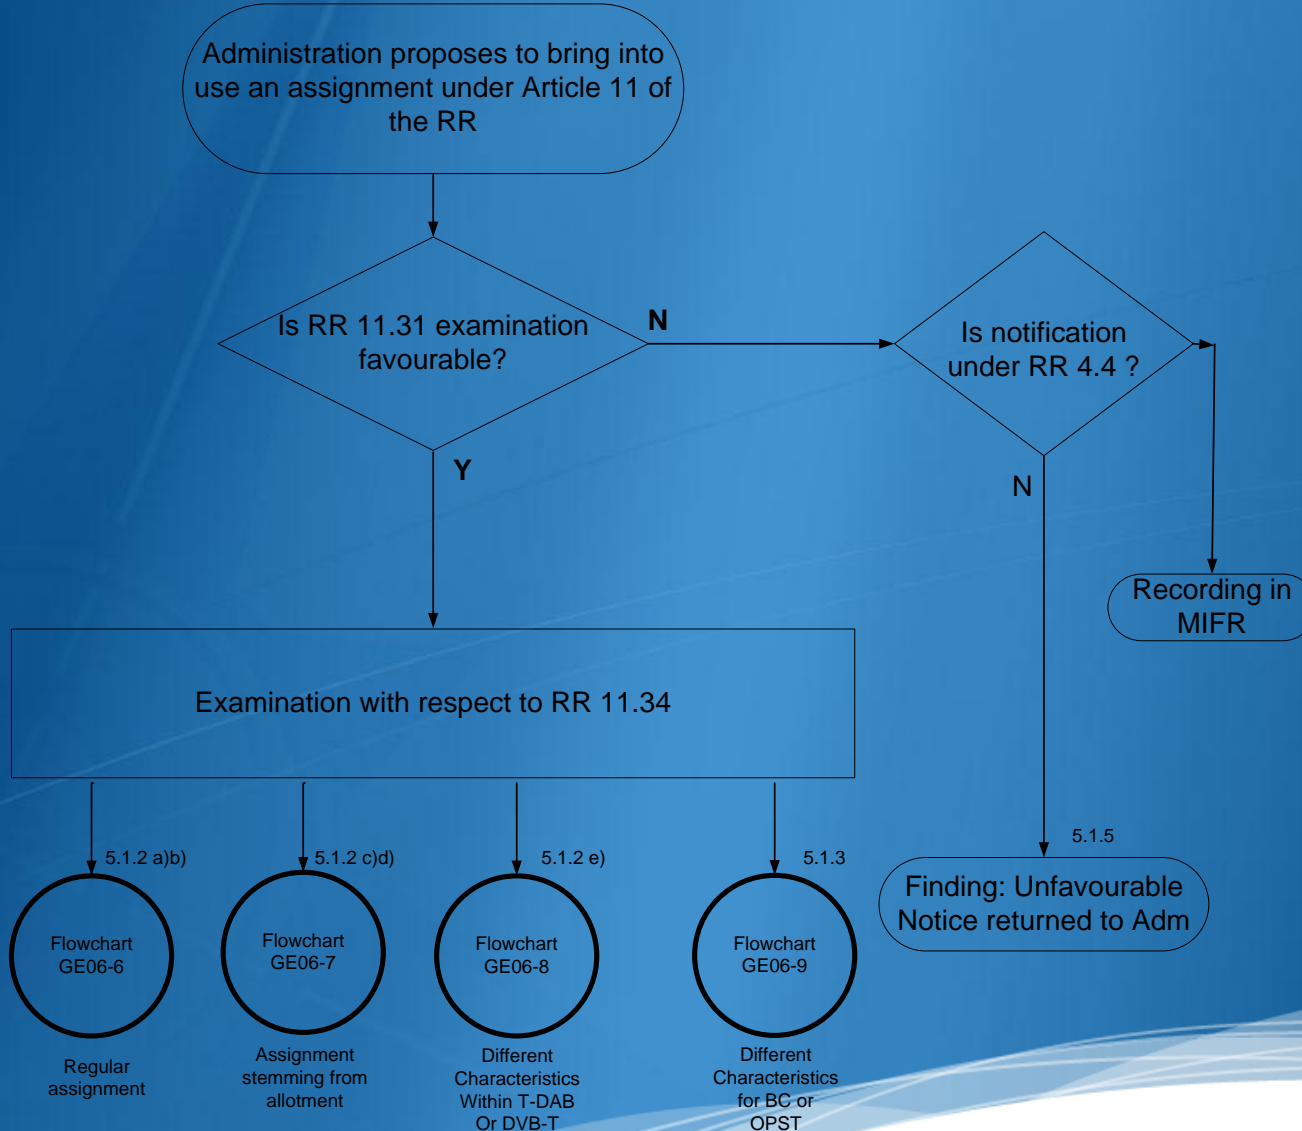 Administration proposes to bring into
use an assignment under Article 11 of
the RR
Is RR 11.31 examination
favourable?
N
Is notification
under RR 4.4 ?
Y
N
Recording in
MIFR
Examination with respect to RR 11.34
5.1.2 a)b)
5.1.2 c)d)
5.1.2 e)
5.1.3
5.1.5
Finding: Unfavourable
Notice returned to Adm
Flowchart
GE06-6
Flowchart
GE06-7
Flowchart
GE06-8
Flowchart
GE06-9
Regular
assignment
Assignment
stemming from
allotment
Different
Characteristics
Within T-DAB
Or DVB-T
Different
Characteristics
for BC or
OPST